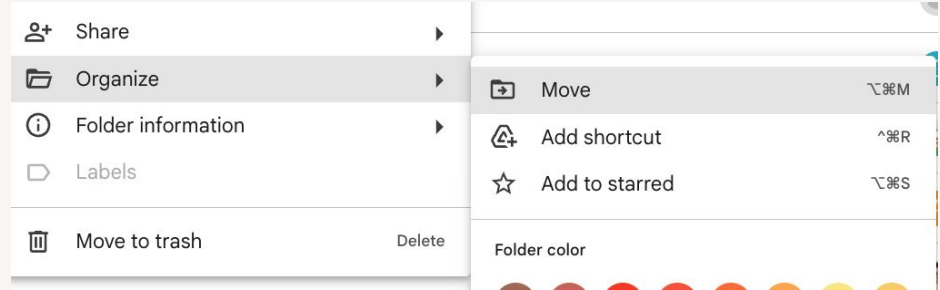 Share
Organize
Folder information
Labels
Move to trash Delete
Move ⌥⌘M
Add shortcut ^⌘R
Add to starred ⌥⌘S
Folder color